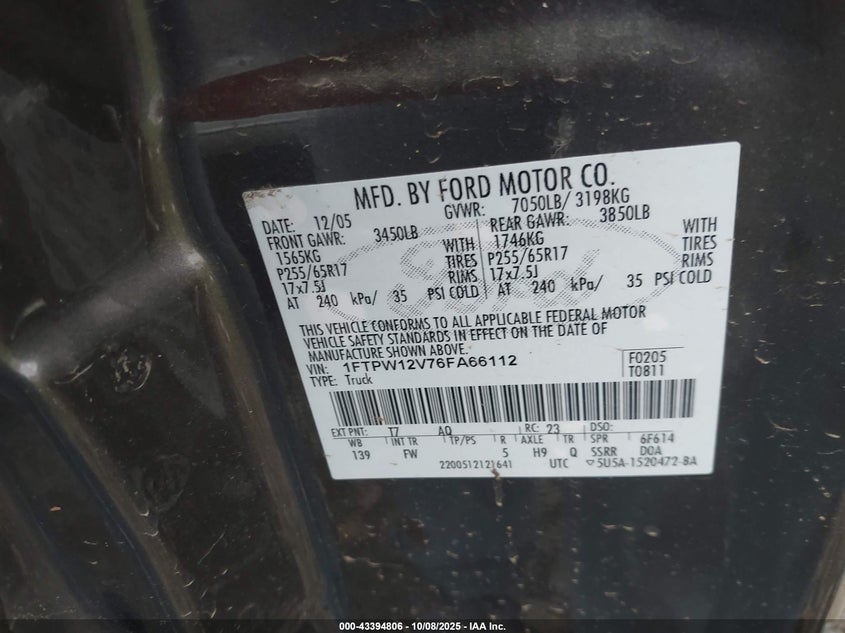 MFD. BY FORD MOTOR CO.
DATE: 12/05 GVWR: 7050LB/ 3198KG
FRONT GAWR: 3450LB REAR GAWR: 3850LB
1565KG WITH 1746KG WITH
P255/65R17 TIRES P255/65R17 TIRES
17x7.5J RIMS 17x7.5J RIMS
AT 240 kPa/ 35 PSI COLD AT 240 kPa/ 35 PSI COLD
THIS VEHICLE CONFORMS TO ALL APPLICABLE FEDERAL MOTOR
VEHICLE SAFETY STANDARDS IN EFFECT ON THE DATE OF
MANUFACTURE SHOWN ABOVE.
VIN: 1FTPW12V76FA66112 F0205
TYPE: Truck T0811
EXT PNT: T7 AQ RC: 23 DSO:
WB INT TR TP/PS R AXLE TR SPR 6F614
139 FW 5 H9 Q SSRR DOA
2200512121641 UTC ▽5U5A-1520472-BA
Ford
000-43394806 - 10/08/2025 - IAA Inc.